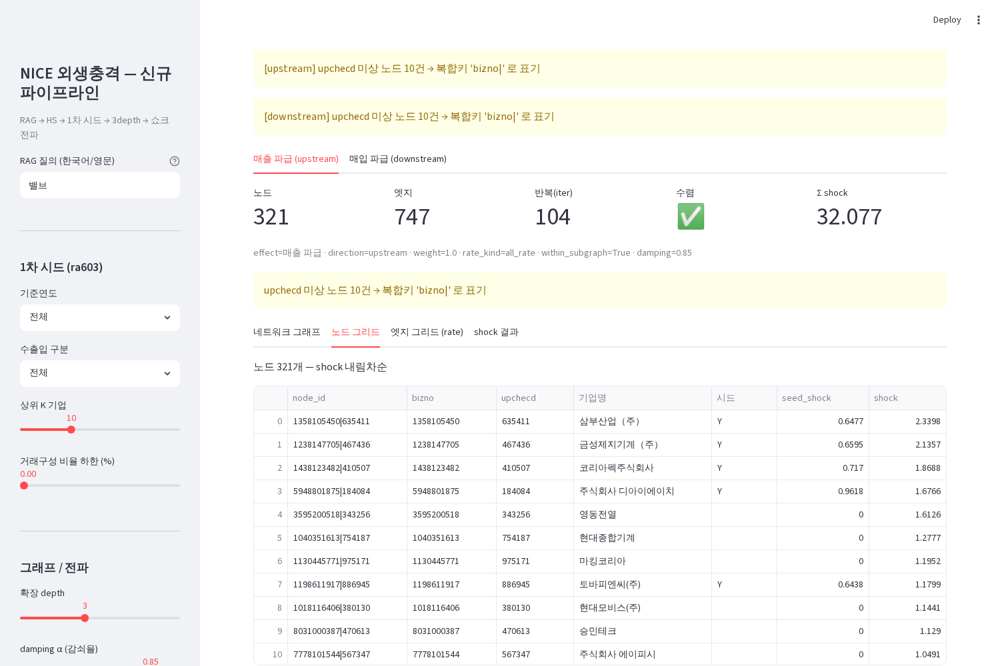 Deploy
NICE 외생충격 — 신규
파이프라인
RAG → HS → 1차 시드 → 3depth → 쇼크
전파
RAG 질의 (한국어/영문)
밸브
1차 시드 (ra603)
기준연도
전체
수출입 구분
전체
상위 K 기업
10
거래구성 비율 하한 (%)
0.00
그래프 / 전파
확장 depth
3
damping α (감쇠율)
0.85
[upstream] upchecd 미상 노드 10건 → 복합키 'bizno|' 로 표기
[downstream] upchecd 미상 노드 10건 → 복합키 'bizno|' 로 표기
매출 파급 (upstream) 매입 파급 (downstream)
노드 엣지 반복(iter) 수렴 Σ shock
321 747 104 ✅ 32.077
effect=매출 파급 · direction=upstream · weight=1.0 · rate_kind=all_rate · within_subgraph=True · damping=0.85
upchecd 미상 노드 10건 → 복합키 'bizno|' 로 표기
네트워크 그래프 노드 그리드 엣지 그리드 (rate) shock 결과
노드 321개 — shock 내림차순
node_id bizno upchecd 기업명 시드 seed_shock shock
0 1358105450|635411 1358105450 635411 삼부산업（주） Y 0.6477 2.3398
1 1238147705|467436 1238147705 467436 금성제지기계（주） Y 0.6595 2.1357
2 1438123482|410507 1438123482 410507 코리아펙주식회사 Y 0.717 1.8688
3 5948801875|184084 5948801875 184084 주식회사 디아이에이치 Y 0.9618 1.6766
4 3595200518|343256 3595200518 343256 영동전열 0 1.6126
5 1040351613|754187 1040351613 754187 현대종합기계 0 1.2777
6 1130445771|975171 1130445771 975171 마킹코리아 0 1.1952
7 1198611917|886945 1198611917 886945 토바피엔씨(주) Y 0.6438 1.1799
8 1018116406|380130 1018116406 380130 현대모비스(주) 0 1.1441
9 8031000387|470613 8031000387 470613 승민테크 0 1.129
10 7778101544|567347 7778101544 567347 주식회사 에이피시 0 1.0491